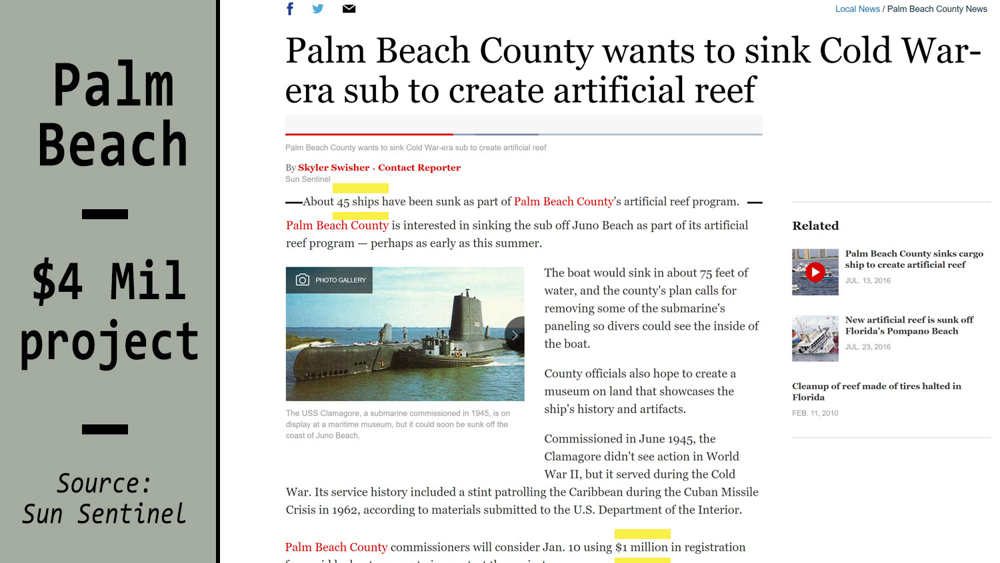 Palm
Beach
$4 Mil
project
Source:
Sun Sentinel
Local News / Palm Beach County News
Palm Beach County wants to sink Cold War-
era sub to create artificial reef
Palm Beach County wants to sink Cold War-era sub to create artificial reef
By Skyler Swisher · Contact Reporter
Sun Sentinel
About 45 ships have been sunk as part of Palm Beach County's artificial reef program.
Palm Beach County is interested in sinking the sub off Juno Beach as part of its artificial
reef program — perhaps as early as this summer.
PHOTO GALLERY
343
The USS Clamagore, a submarine commissioned in 1945, is on
display at a maritime museum, but it could soon be sunk off the
coast of Juno Beach.
The boat would sink in about 75 feet of
water, and the county's plan calls for
removing some of the submarine's
paneling so divers could see the inside of
the boat.
County officials also hope to create a
museum on land that showcases the
ship's history and artifacts.
Commissioned in June 1945, the
Clamagore didn't see action in World
War II, but it served during the Cold
War. Its service history included a stint patrolling the Caribbean during the Cuban Missile
Crisis in 1962, according to materials submitted to the U.S. Department of the Interior.
Palm Beach County commissioners will consider Jan. 10 using $1 million in registration
Related
Palm Beach County sinks cargo
ship to create artificial reef
JUL. 13, 2016
New artificial reef is sunk off
Florida's Pompano Beach
JUL. 23, 2016
Cleanup of reef made of tires halted in
Florida
FEB. 11, 2010